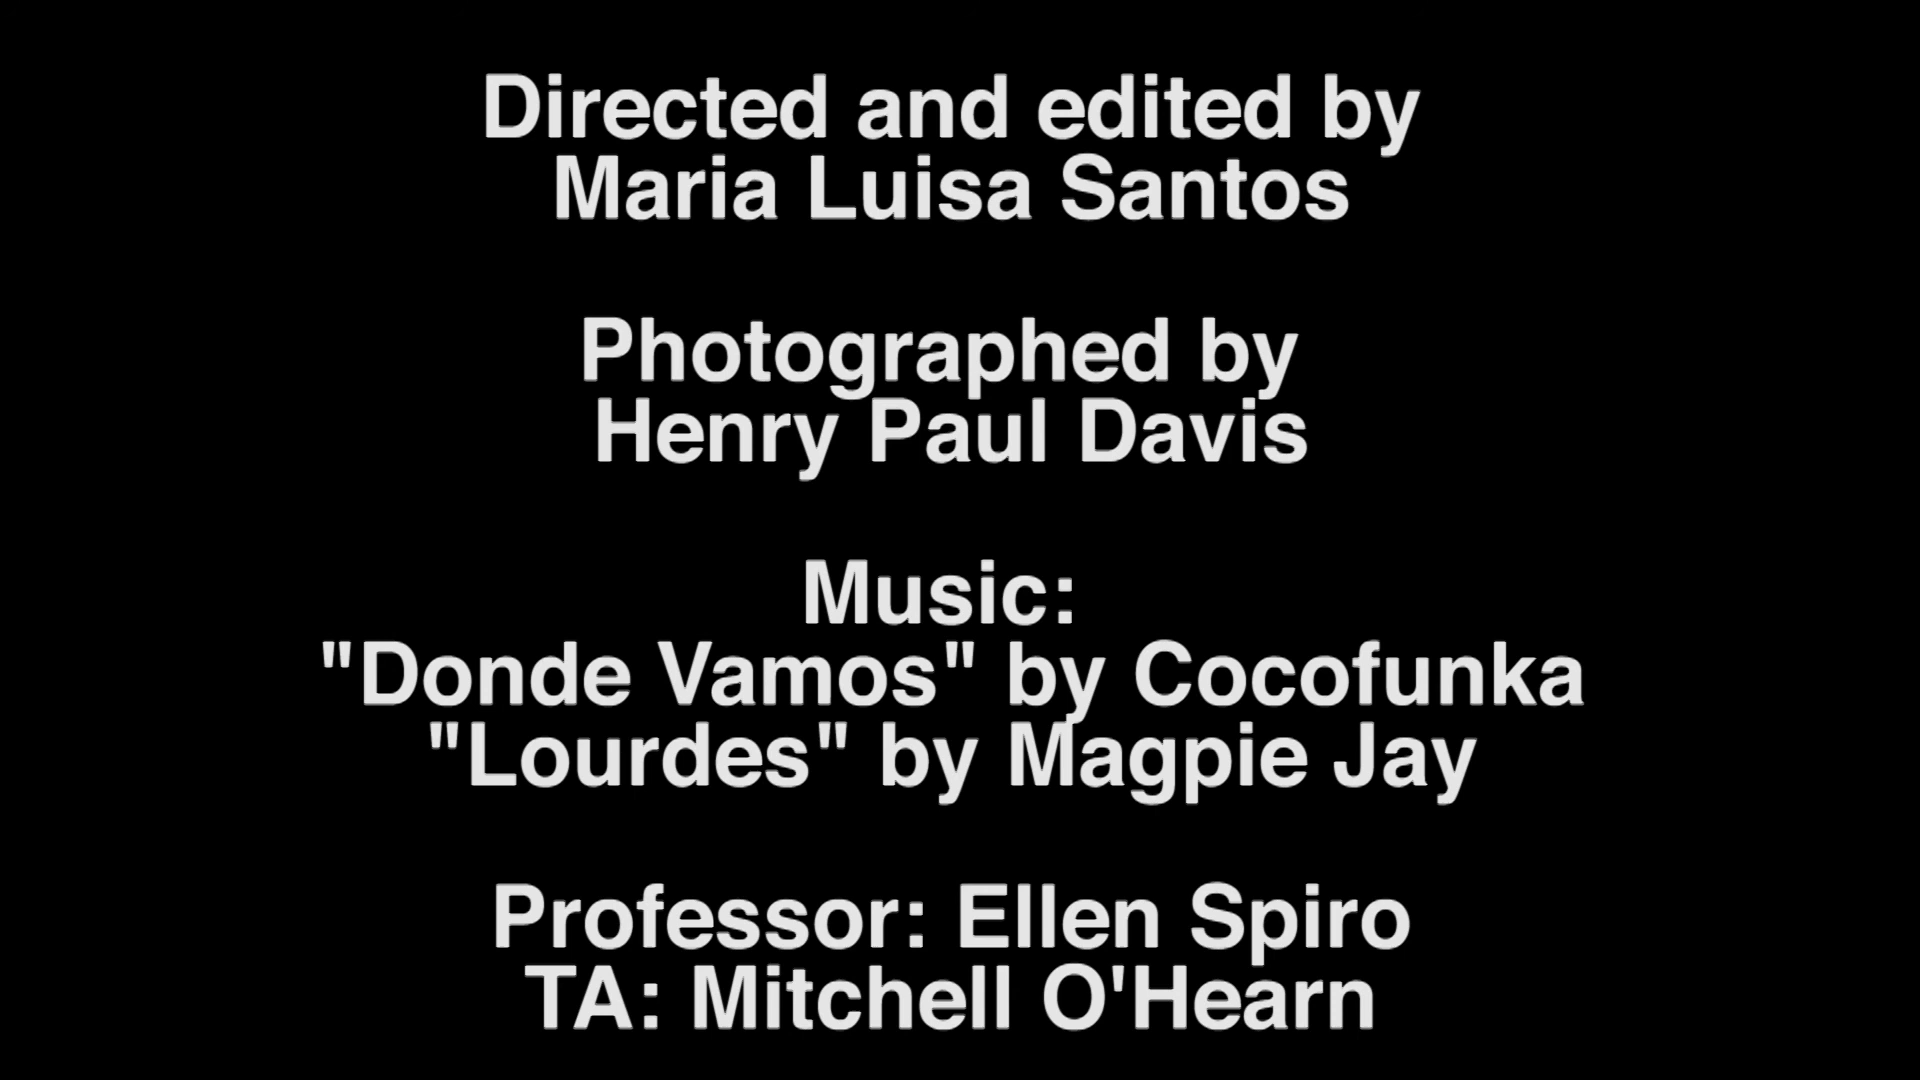 Directed and edited by
Maria Luisa Santos
Photographed by
Henry Paul Davis
Music:
"Donde Vamos" by Cocofunka
"Lourdes" by Magpie Jay
Professor: Ellen Spiro
TA: Mitchell O'Hearn